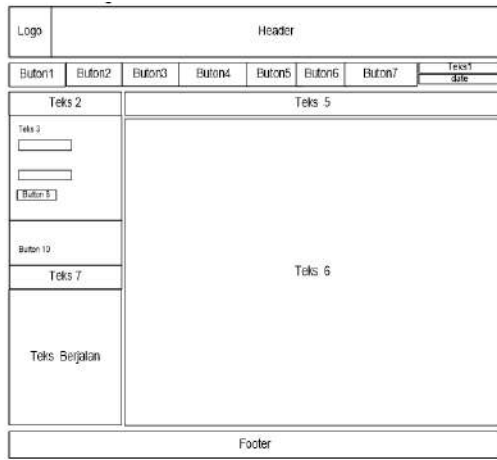 Logo
Header
Buton1
Buton2
Buton3
Buton4
Buton5
Buton6
Buton7
Teks1
date
Teks 2
Teks 5
Teks 3
Button 8
Button 10
Teks 7
Teks 6
Teks Berjalan
Footer